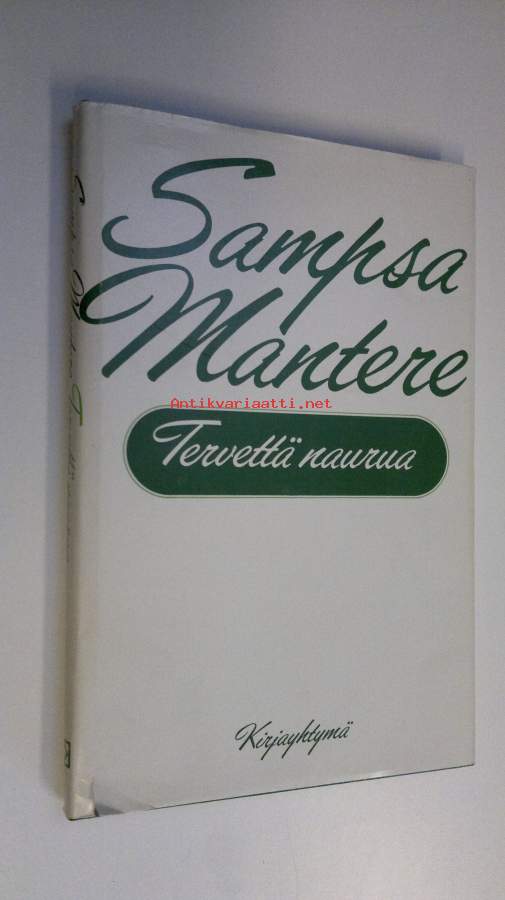 Sampsa
Mantere
Antikvariaatti.net
Tervettä naurua
Kirjayhtymä
K